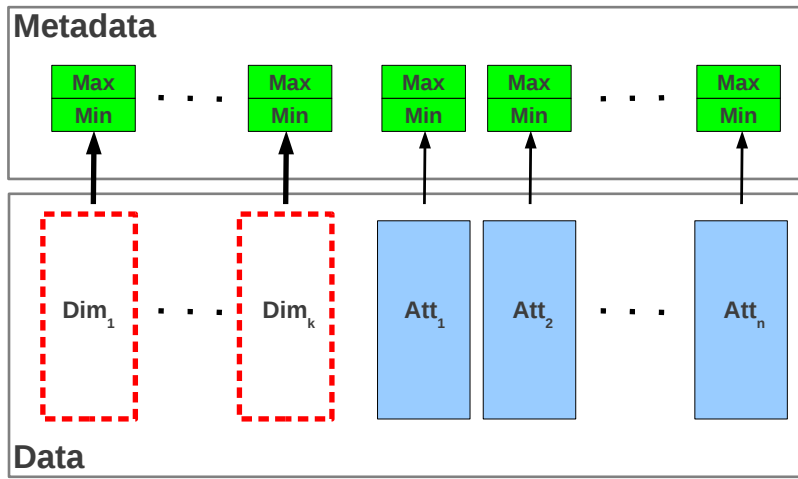 Metadata
Max . . . Max Max Max . . . Max
Min Min Min Min Min
Dim₁ . . . Dimₖ Att₁ Att₂ . . . Attₙ
Data